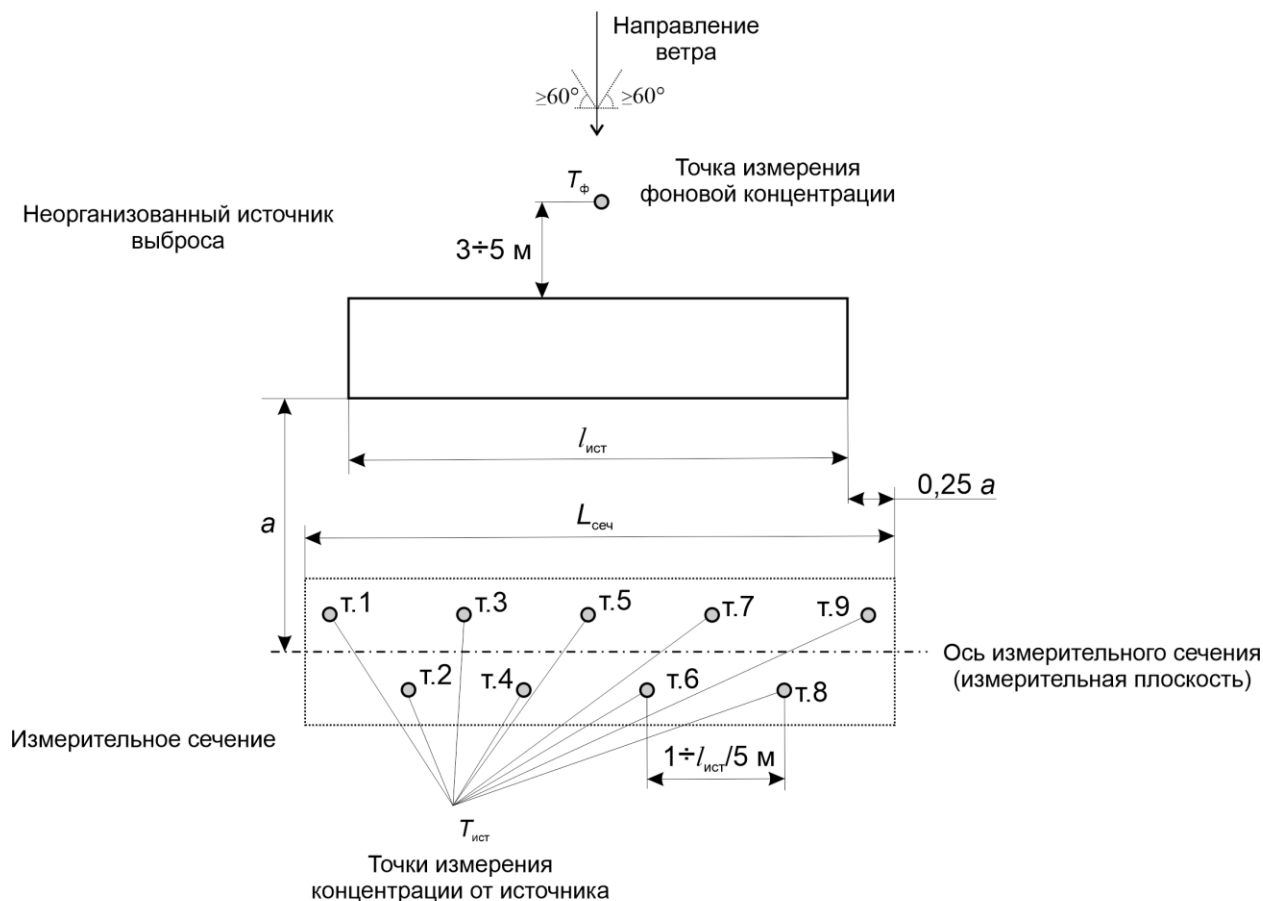 Направление
ветра
≥60° ≥60°
Точка измерения
фоновой концентрации
Tф
Неорганизованный источник
выброса
3÷5 м
lист
0,25 a
a
Lсеч
т.1 т.3 т.5 т.7 т.9
Ось измерительного сечения
(измерительная плоскость)
т.2 т.4 т.6 т.8
Измерительное сечение
1÷lист/5 м
Tист
Точки измерения
концентрации от источника